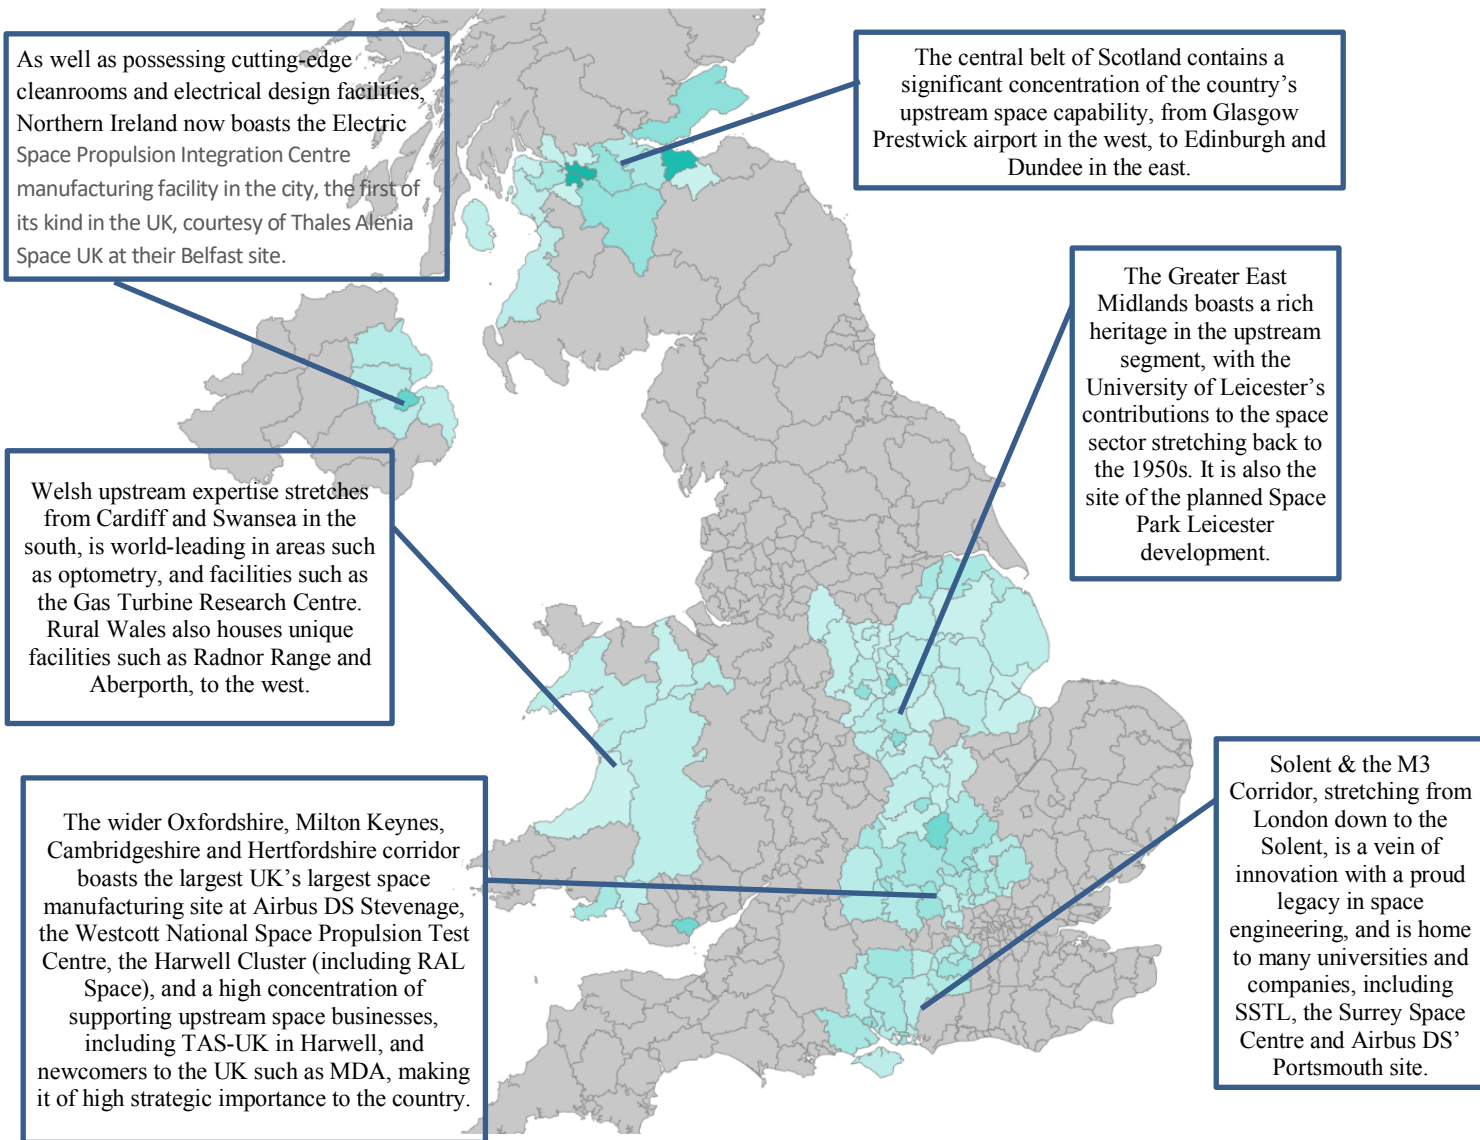 As well as possessing cutting-edge
cleanrooms and electrical design facilities,
Northern Ireland now boasts the Electric
Space Propulsion Integration Centre
manufacturing facility in the city, the first of
its kind in the UK, courtesy of Thales Alenia
Space UK at their Belfast site.
The central belt of Scotland contains a
significant concentration of the country’s
upstream space capability, from Glasgow
Prestwick airport in the west, to Edinburgh and
Dundee in the east.
The Greater East
Midlands boasts a rich
heritage in the upstream
segment, with the
University of Leicester’s
contributions to the space
sector stretching back to
the 1950s. It is also the
site of the planned Space
Park Leicester
development.
Welsh upstream expertise stretches
from Cardiff and Swansea in the
south, is world-leading in areas such
as optometry, and facilities such as
the Gas Turbine Research Centre.
Rural Wales also houses unique
facilities such as Radnor Range and
Aberporth, to the west.
The wider Oxfordshire, Milton Keynes,
Cambridgeshire and Hertfordshire corridor
boasts the largest UK’s largest space
manufacturing site at Airbus DS Stevenage,
the Westcott National Space Propulsion Test
Centre, the Harwell Cluster (including RAL
Space), and a high concentration of
supporting upstream space businesses,
including TAS-UK in Harwell, and
newcomers to the UK such as MDA, making
it of high strategic importance to the country.
Solent & the M3
Corridor, stretching from
London down to the
Solent, is a vein of
innovation with a proud
legacy in space
engineering, and is home
to many universities and
companies, including
SSTL, the Surrey Space
Centre and Airbus DS’
Portsmouth site.